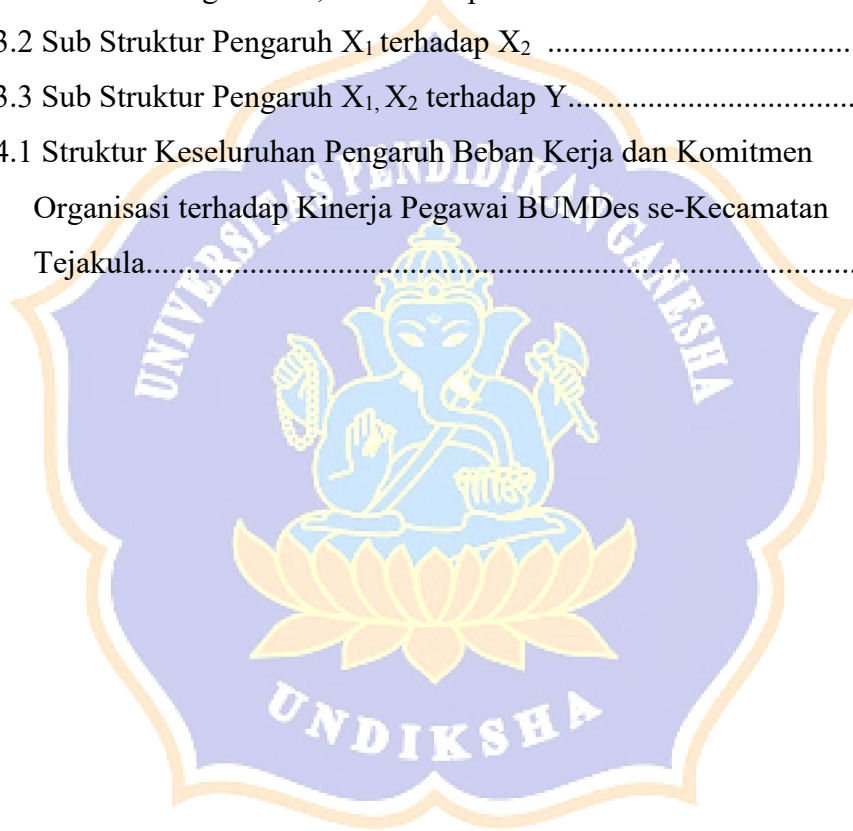 3.2 Sub Struktur Pengaruh X₁ terhadap X₂ ....................................
3.3 Sub Struktur Pengaruh X₁, X₂ terhadap Y....................................
4.1 Struktur Keseluruhan Pengaruh Beban Kerja dan Komitmen
Organisasi terhadap Kinerja Pegawai BUMDes se-Kecamatan
Tejakula.........................................................................................
UNIVERSITAS PENDIDIKAN GANESHA
UNDIKSHA